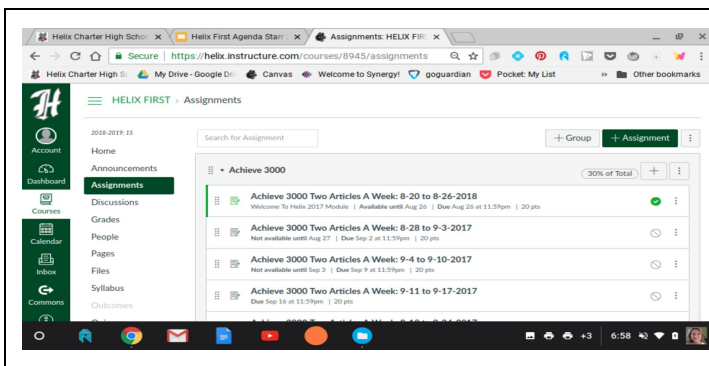 Helix Charter High Schoo
Helix First Agenda Start
Assignments: HELIX FIR
Secure | https://helix.instructure.com/courses/8945/assignments
Helix Charter High S
My Drive - Google Dri
Canvas
Welcome to Synergy!
goguardian
Pocket: My List
»
Other bookmarks
H
HELIX FIRST › Assignments
Account
Dashboard
Courses
Calendar
Inbox
Commons
2018-2019: 15
Home
Announcements
Assignments
Discussions
Grades
People
Pages
Files
Syllabus
Outcomes
Search for Assignment
+ Group
+ Assignment
Achieve 3000
30% of Total
+
Achieve 3000 Two Articles A Week: 8-20 to 8-26-2018
Welcome To Helix 2017 Module | Available until Aug 26 | Due Aug 26 at 11:59pm | 20 pts
Achieve 3000 Two Articles A Week: 8-28 to 9-3-2017
Not available until Aug 27 | Due Sep 2 at 11:59pm | 20 pts
Achieve 3000 Two Articles A Week: 9-4 to 9-10-2017
Not available until Sep 3 | Due Sep 9 at 11:59pm | 20 pts
Achieve 3000 Two Articles A Week: 9-11 to 9-17-2017
Due Sep 16 at 11:59pm | 20 pts
+3
6:58